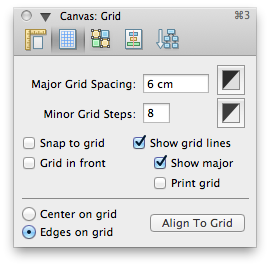 Canvas: Grid ⌘3
Major Grid Spacing: 6 cm
Minor Grid Steps: 8
Snap to grid Show grid lines
Grid in front Show major
Print grid
Center on grid
Edges on grid Align To Grid